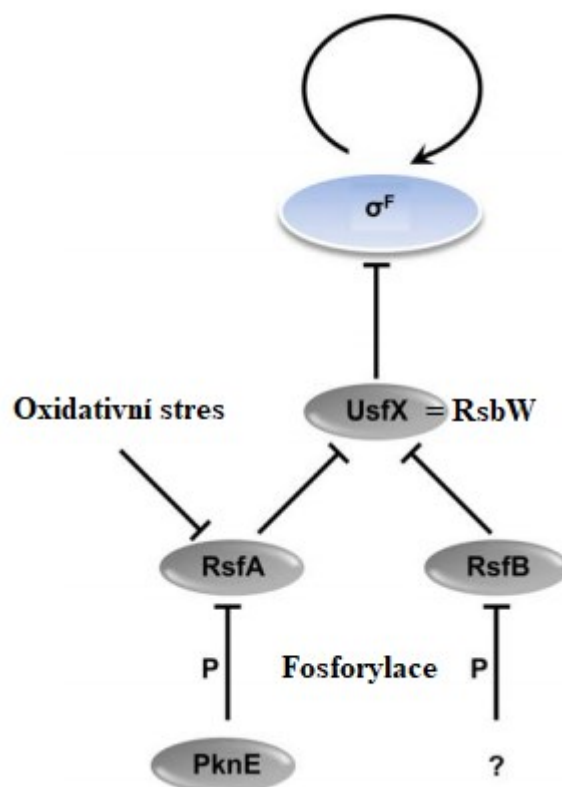 σF
UsfX = RsbW
Oxidativní stres
RsfA
RsfB
P
Fosforylace
P
PknE
?